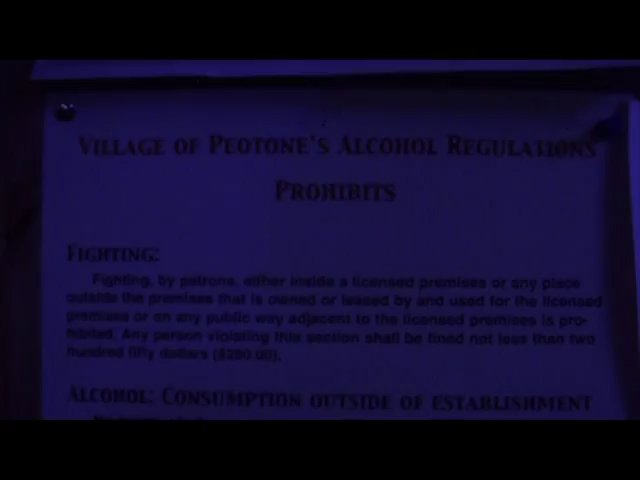 VILLAGE OF PEOTONE'S ALCOHOL REGULATIONS
PROHIBITS
FIGHTING:
Fighting, by patrons, either inside a licensed premises or any place
outside the premises that is owned or leased by and used for the licensed
premises or on any public way adjacent to the licensed premises is pro-
hibited. Any person violating this section shall be fined not less than two
hundred fifty dollars ($250.00).
ALCOHOL: CONSUMPTION OUTSIDE OF ESTABLISHMENT